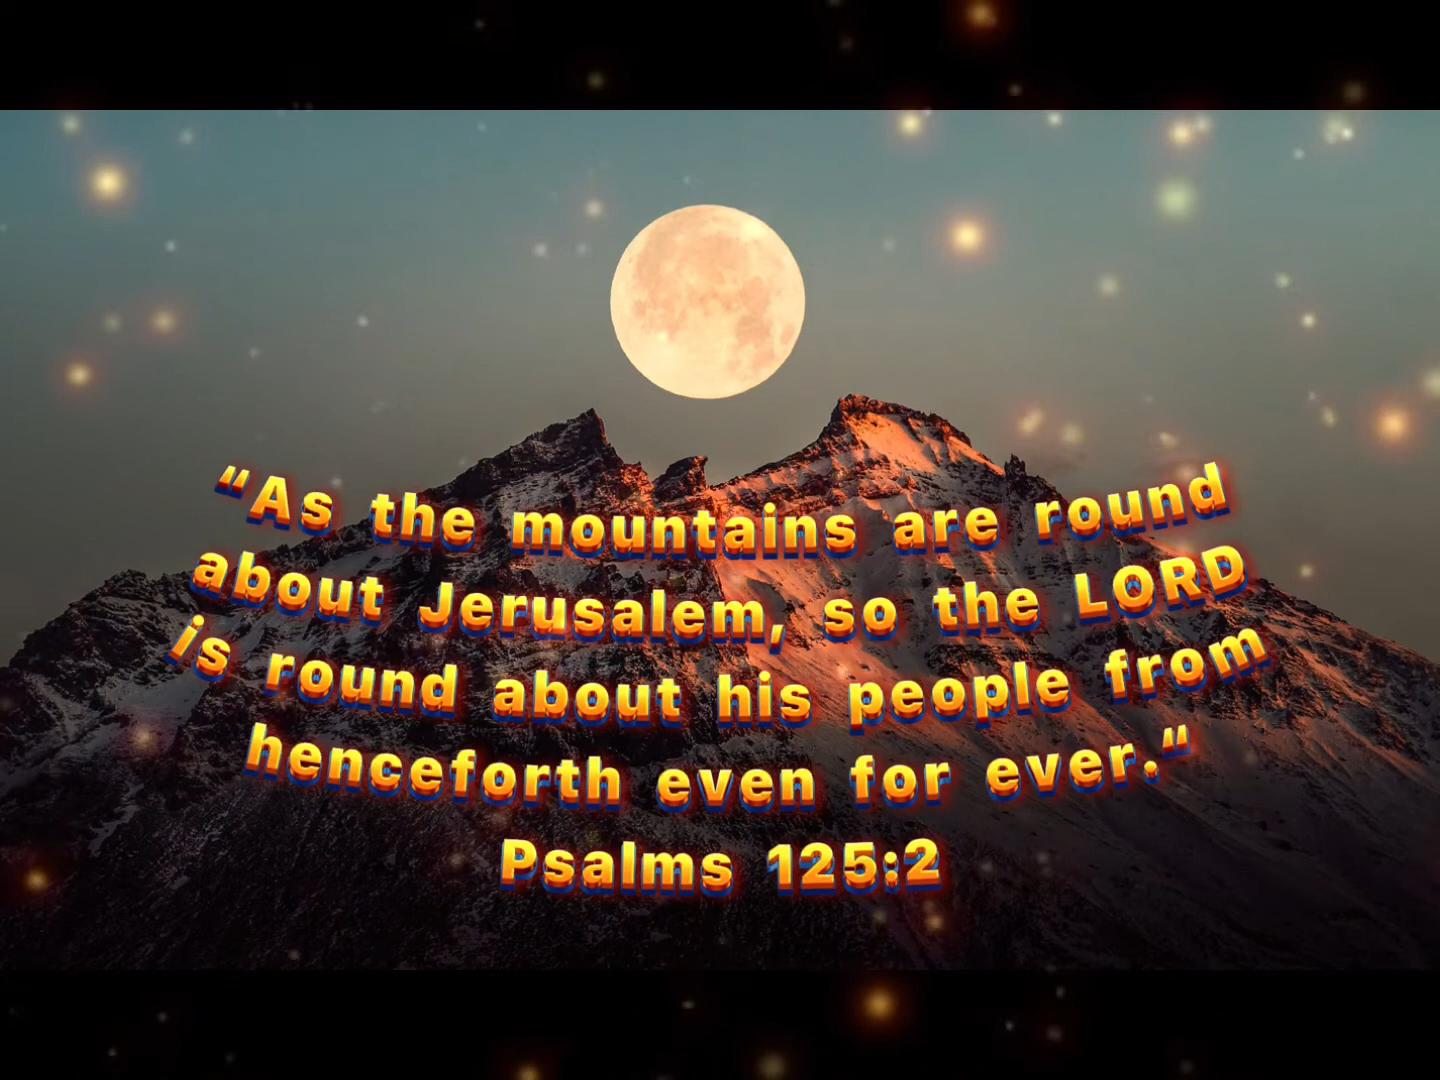 “As the mountains are round
about Jerusalem, so the LORD
is round about his people from
henceforth even for ever.“
Psalms 125:2